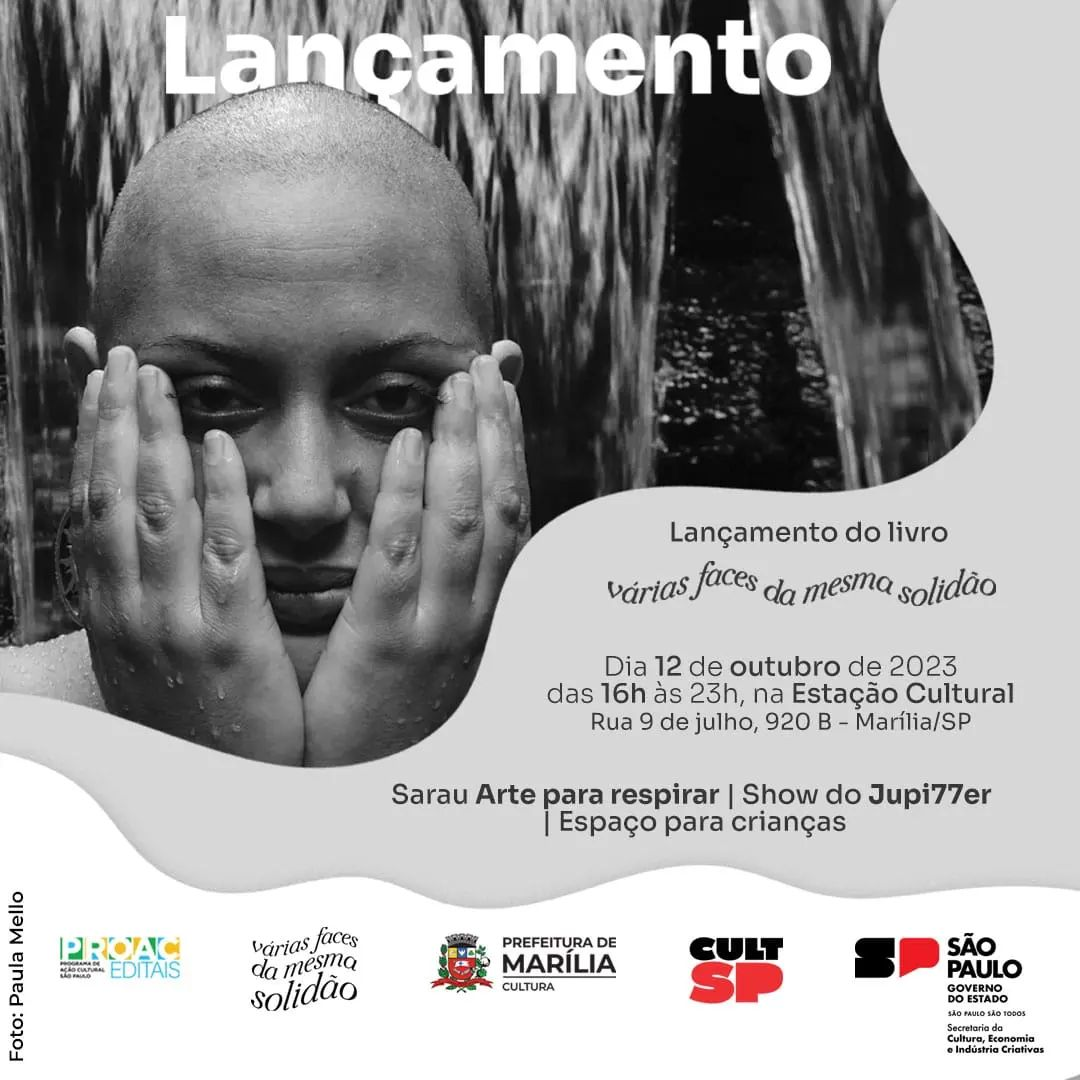 Lançamento
Lançamento do livro
várias faces da mesma solidão
Dia 12 de outubro de 2023
das 16h às 23h, na Estação Cultural
Rua 9 de julho, 920 B - Marília/SP
Sarau Arte para respirar | Show do Jupi77er
| Espaço para crianças
Foto: Paula Mello
PROAC
PROGRAMA DE
AÇÃO CULTURAL
SÃO PAULO
EDITAIS
várias faces
da mesma
solidão
PREFEITURA DE
MARÍLIA
CULTURA
CULT
SP
SP
SÃO
PAULO
GOVERNO
DO ESTADO
SÃO PAULO SÃO TODOS
Secretaria da
Cultura, Economia
e Indústria Criativas